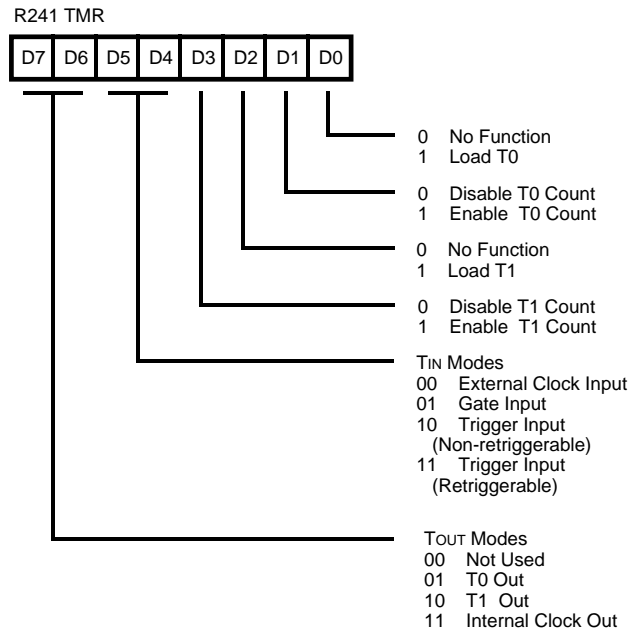 R241 TMR
D7 D6 D5 D4 D3 D2 D1 D0
0 No Function
1 Load T0
0 Disable T0 Count
1 Enable T0 Count
0 No Function
1 Load T1
0 Disable T1 Count
1 Enable T1 Count
TIN Modes
00 External Clock Input
01 Gate Input
10 Trigger Input
(Non-retriggerable)
11 Trigger Input
(Retriggerable)
TOUT Modes
00 Not Used
01 T0 Out
10 T1 Out
11 Internal Clock Out